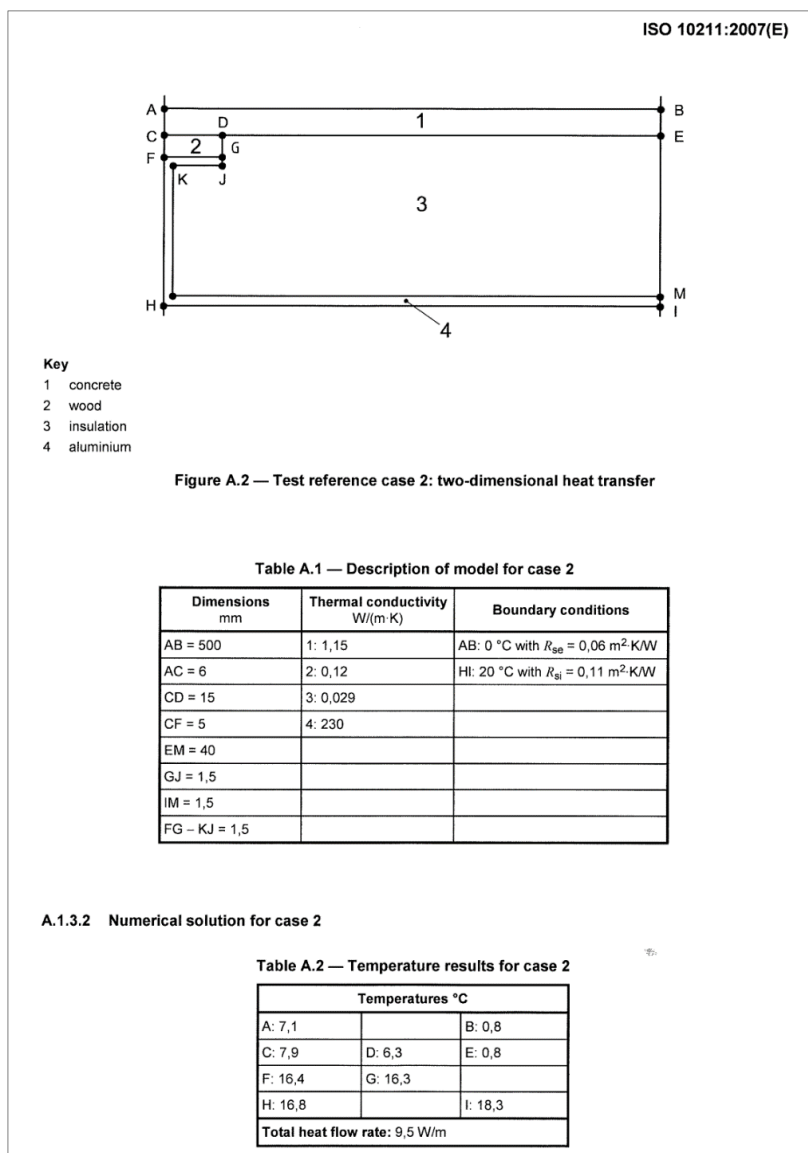 ISO 10211:2007(E)
A
B
1
D
C
E
2
G
F
K
J
3
M
H
I
4
Key
1 concrete
2 wood
3 insulation
4 aluminium
Figure A.2 — Test reference case 2: two-dimensional heat transfer
Table A.1 — Description of model for case 2
Dimensions Thermal conductivity Boundary conditions
mm W/(m·K)
AB = 500 1: 1,15 AB: 0 °C with Rse = 0,06 m²·K/W
AC = 6 2: 0,12 HI: 20 °C with Rsi = 0,11 m²·K/W
CD = 15 3: 0,029
CF = 5 4: 230
EM = 40
GJ = 1,5
IM = 1,5
FG – KJ = 1,5
A.1.3.2 Numerical solution for case 2
Table A.2 — Temperature results for case 2
Temperatures °C
A: 7,1 B: 0,8
C: 7,9 D: 6,3 E: 0,8
F: 16,4 G: 16,3
H: 16,8 I: 18,3
Total heat flow rate: 9,5 W/m